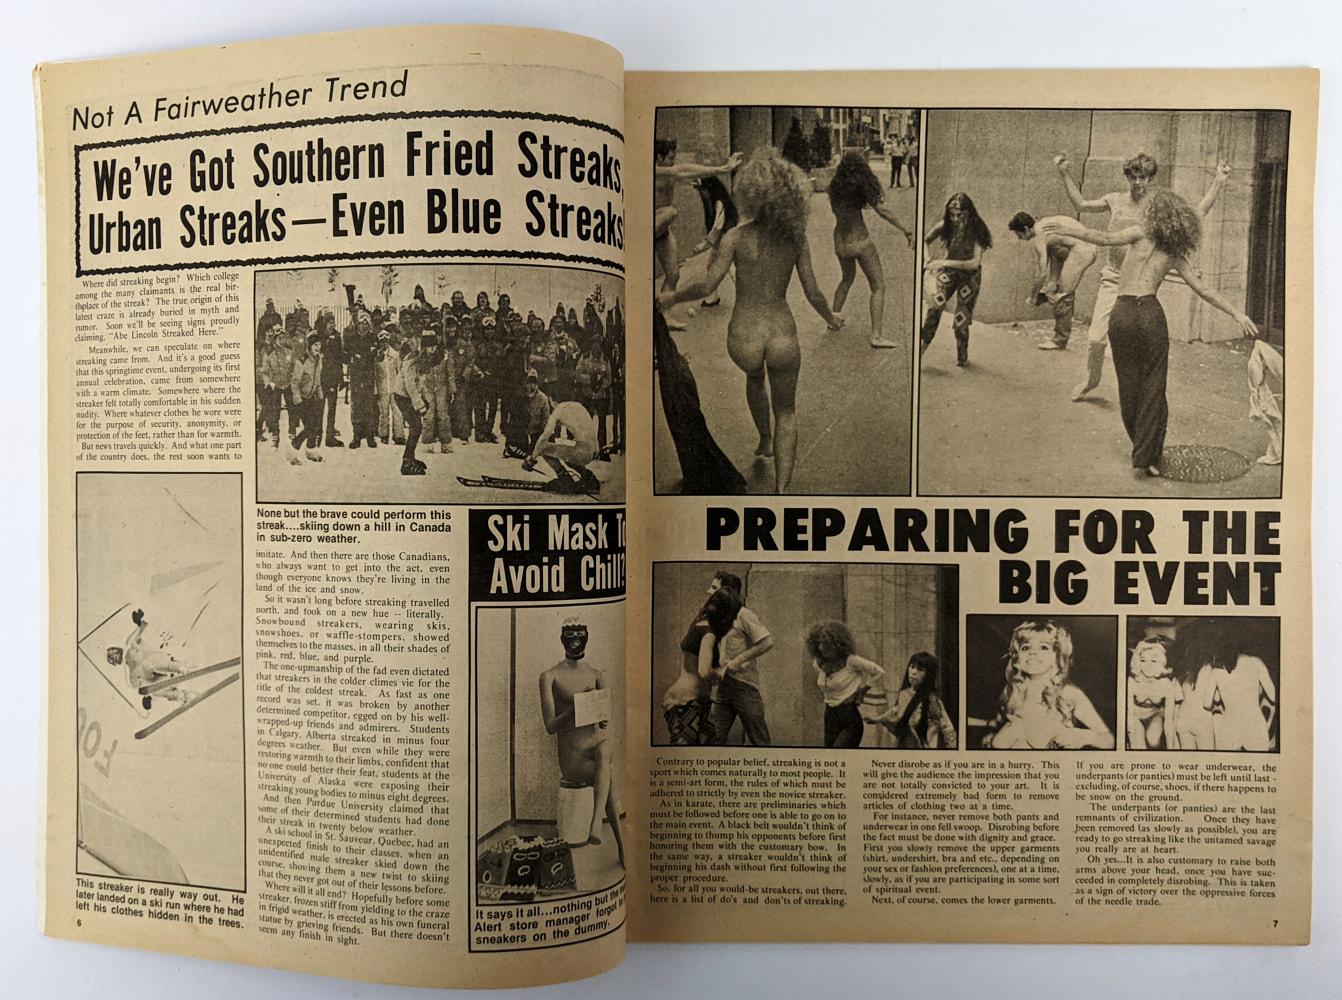 Not A Fairweather Trend
We've Got Southern Fried Streaks,
Urban Streaks—Even Blue Streaks!
Where did streaking begin? Which college
among the many claimants is the real bir-
thplace of the streak? The true origin of this
latest craze is already buried in myth and
rumor. Soon we'll be seeing signs proudly
claiming, "Abe Lincoln Streaked Here."
Meanwhile, we can speculate on where
streaking came from. And it's a good guess
that this springtime event, undergoing its first
annual celebration, came from somewhere
with a warm climate. Somewhere where the
streaker felt totally comfortable in his sudden
nudity. Where whatever clothes he wore were
for the purpose of security, anonymity, or
protection of the feet, rather than for warmth.
But news travels quickly. And what one part
of the country does, the rest soon wants to
This streaker is really way out. He
later landed on a ski run where he had
left his clothes hidden in the trees.
6
None but the brave could perform this
streak....skiing down a hill in Canada
in sub-zero weather.
imitate. And then there are those Canadians,
who always want to get into the act, even
though everyone knows they're living in the
land of the ice and snow.
So it wasn't long before streaking travelled
north, and took on a new hue -- literally.
Snowbound streakers, wearing skis,
snowshoes, or waffle-stompers, showed
themselves to the masses, in all their shades of
pink, red, blue, and purple.
The one-upmanship of the fad even dictated
that streakers in the colder climes vie for the
title of the coldest streak. As fast as one
record was set, it was broken by another
determined competitor, egged on by his well-
wrapped-up friends and admirers. Students
in Calgary, Alberta streaked in minus four
degrees weather. But even while they were
restoring warmth to their limbs, confident that
no one could better their feat, students at the
University of Alaska were exposing their
streaking young bodies to minus eight degrees.
And then Purdue University claimed that
some of their determined students had done
their streak in twenty below weather.
A ski school in St. Sauveur, Quebec, had an
unexpected finish to their classes, when an
unidentified male streaker skied down the
course, showing them a new twist to skiing
that they never got out of their lessons before.
Where will it all end? Hopefully before some
streaker, frozen stiff from yielding to the craze
in frigid weather, is erected as his own funeral
statue by grieving friends. But there doesn't
seem any finish in sight.
Ski Mask To
Avoid Chill?
It says it all...nothing but the
Alert store manager forgot to
sneakers on the dummy.
PREPARING FOR THE
BIG EVENT
Contrary to popular belief, streaking is not a
sport which comes naturally to most people. It
is a semi-art form, the rules of which must be
adhered to strictly by even the novice streaker.
As in karate, there are preliminaries which
must be followed before one is able to go on to
the main event. A black belt wouldn't think of
beginning to thump his opponents before first
honoring them with the customary bow. In
the same way, a streaker wouldn't think of
beginning his dash without first following the
proper procedure.
So, for all you would-be streakers, out there,
here is a list of do's and don'ts of streaking.
Never disrobe as if you are in a hurry. This
will give the audience the impression that you
are not totally convicted to your art. It is
considered extremely bad form to remove
articles of clothing two at a time.
For instance, never remove both pants and
underwear in one fell swoop. Disrobing before
the fact must be done with dignity and grace.
First you slowly remove the upper garments
(shirt, undershirt, bra and etc., depending on
your sex or fashion preferences), one at a time,
slowly, as if you are participating in some sort
of spiritual event.
Next, of course, comes the lower garments.
If you are prone to wear underwear, the
underpants (or panties) must be left until last -
excluding, of course, shoes, if there happens to
be snow on the ground.
The underpants (or panties) are the last
remnants of civilization. Once they have
been removed (as slowly as possible), you are
ready to go streaking like the untamed savage
you really are at heart.
Oh yes...It is also customary to raise both
arms above your head, once you have suc-
ceeded in completely disrobing. This is taken
as a sign of victory over the oppressive forces
of the needle trade.
7